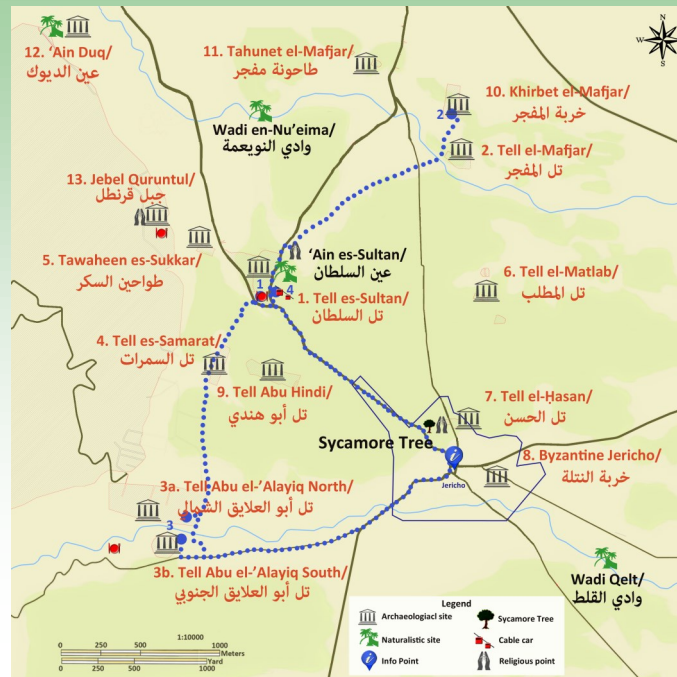 12. 'Ain Duq/
عين الديوك
11. Tahunet el-Mafjar/
طاحونة مفجر
N
W
E
S
10. Khirbet el-Mafjar/
خربة المفجر
2
Wadi en-Nu'eima/
وادي النويعمة
2. Tell el-Mafjar/
تل المفجر
13. Jebel Quruntul/
جبل قرنطل
'Ain es-Sultan/
عين السلطان
5. Tawaheen es-Sukkar/
طواحين السكر
6. Tell el-Matlab/
تل المطلب
1
4
1. Tell es-Sultan/
تل السلطان
4. Tell es-Samarat/
تل السمرات
9. Tell Abu Hindi/
تل أبو هندي
7. Tell el-Ḥasan/
تل الحسن
Sycamore Tree
8. Byzantine Jericho/
خربة النتلة
Jericho
3a. Tell Abu el-'Alayiq North/
تل أبو العلايق الشمالي
3
3b. Tell Abu el-'Alayiq South/
تل أبو العلايق الجنوبي
Wadi Qelt/
وادي القلط
Legend
Archaeologiacl site
Sycamore Tree
Naturalistic site
Cable car
Info Point
Religious point
1:10000
0 250 500 1000
Meters
Yard
0 250 500 1000